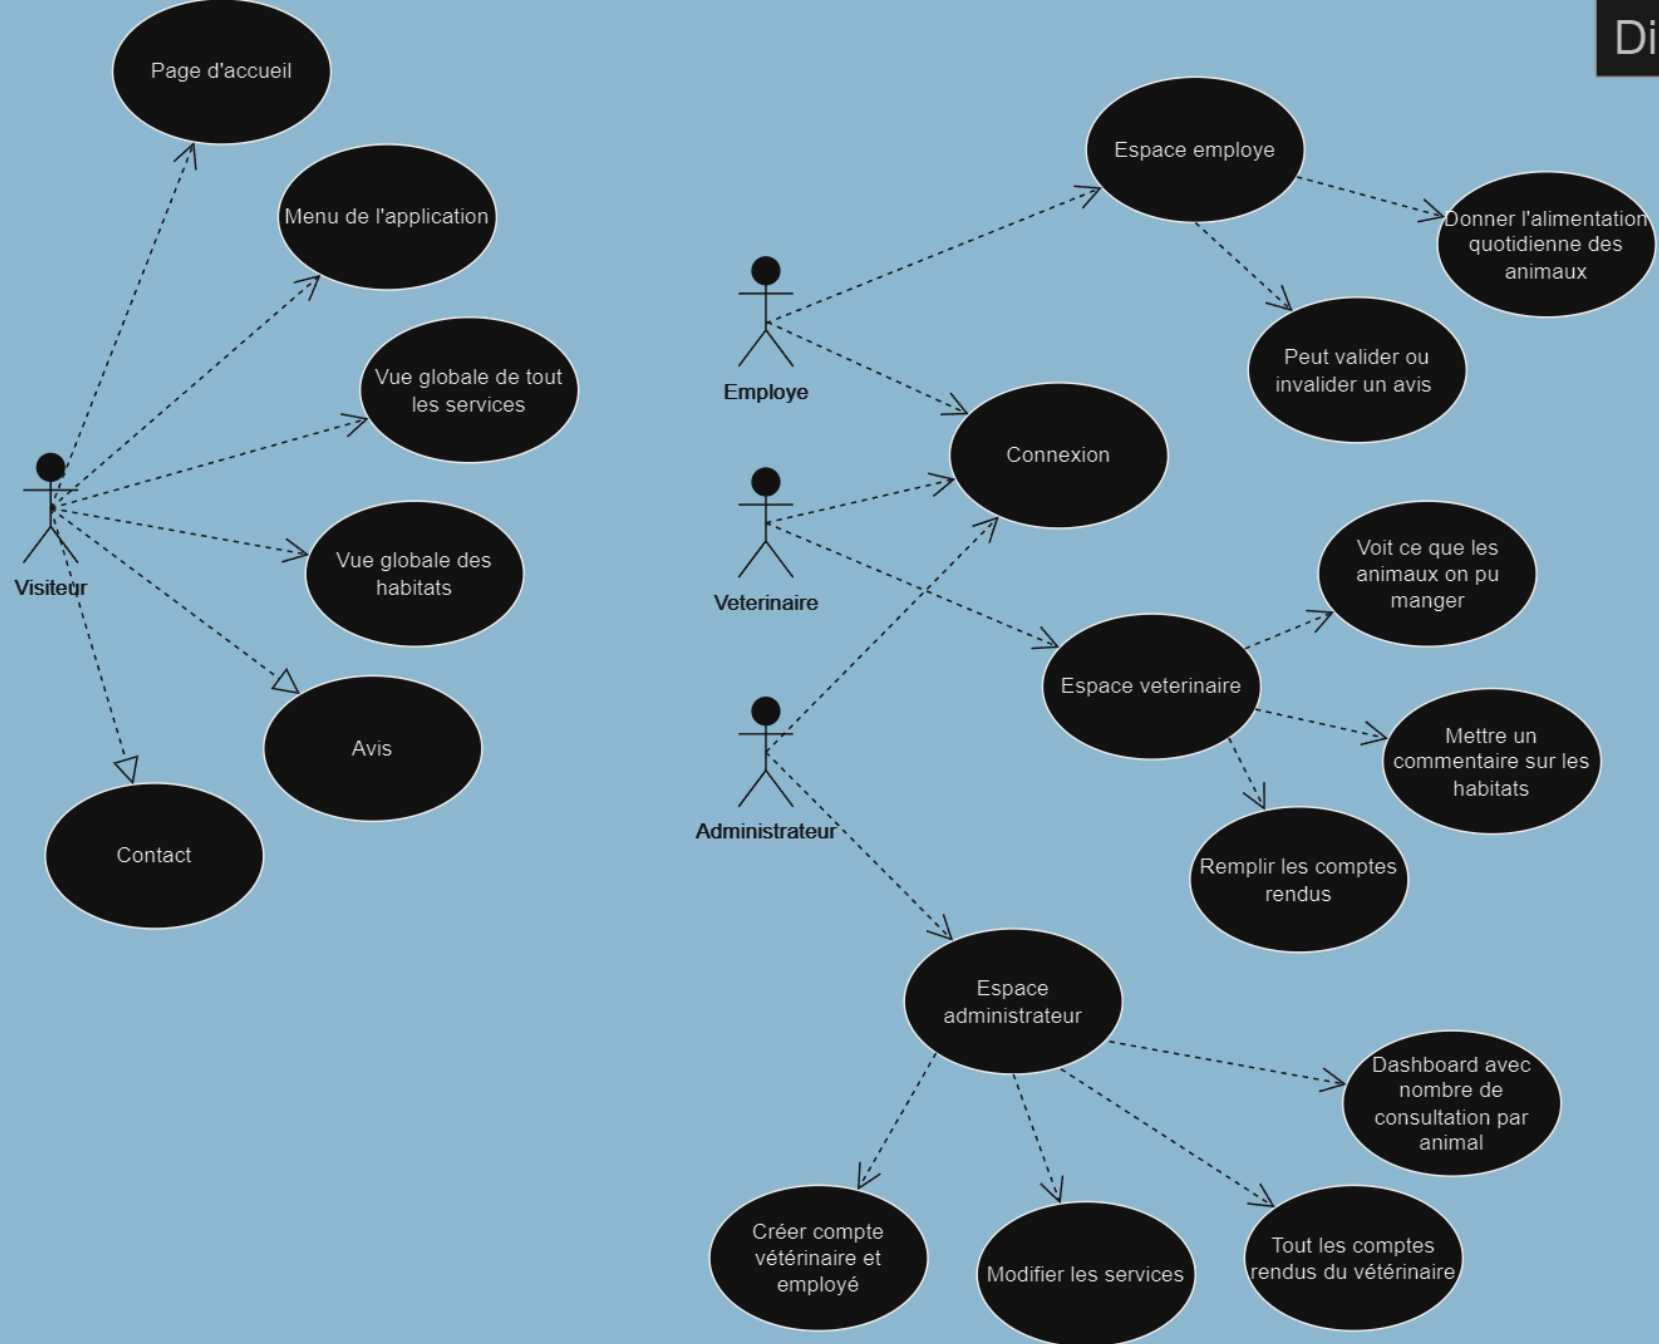 Di
Page d'accueil
Menu de l'application
Vue globale de tout
les services
Vue globale des
habitats
Visiteur
Avis
Contact
Espace employe
Donner l'alimentation
quotidienne des
animaux
Peut valider ou
invalider un avis
Employe
Connexion
Veterinaire
Voit ce que les
animaux on pu
manger
Espace veterinaire
Mettre un
commentaire sur les
habitats
Remplir les comptes
rendus
Administrateur
Espace
administrateur
Dashboard avec
nombre de
consultation par
animal
Créer compte
vétérinaire et
employé
Modifier les services
Tout les comptes
rendus du vétérinaire